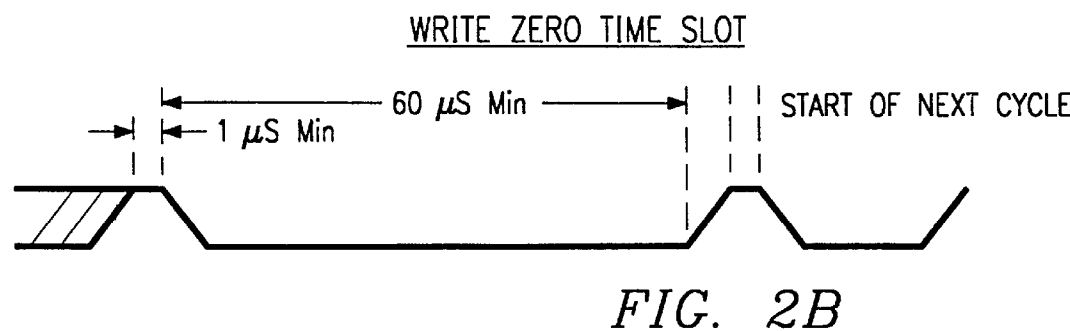 WRITE ZERO TIME SLOT
60 μS Min
START OF NEXT CYCLE
1 μS Min
FIG. 2B